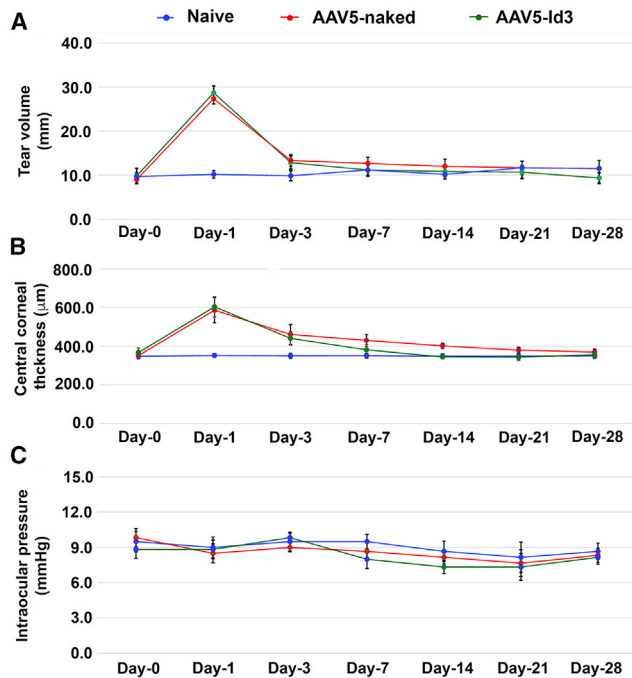 A
Naive
AAV5-naked
AAV5-Id3
Tear volume
(mm)
40.0
30.0
20.0
10.0
0.0
Day-0 Day-1 Day-3 Day-7 Day-14 Day-21 Day-28
B
Central corneal
thckness (μm)
800.0
600.0
400.0
200.0
0.0
Day-0 Day-1 Day-3 Day-7 Day-14 Day-21 Day-28
C
Intraocular pressure
(mmHg)
15.0
12.0
9.0
6.0
3.0
0.0
Day-0 Day-1 Day-3 Day-7 Day-14 Day-21 Day-28